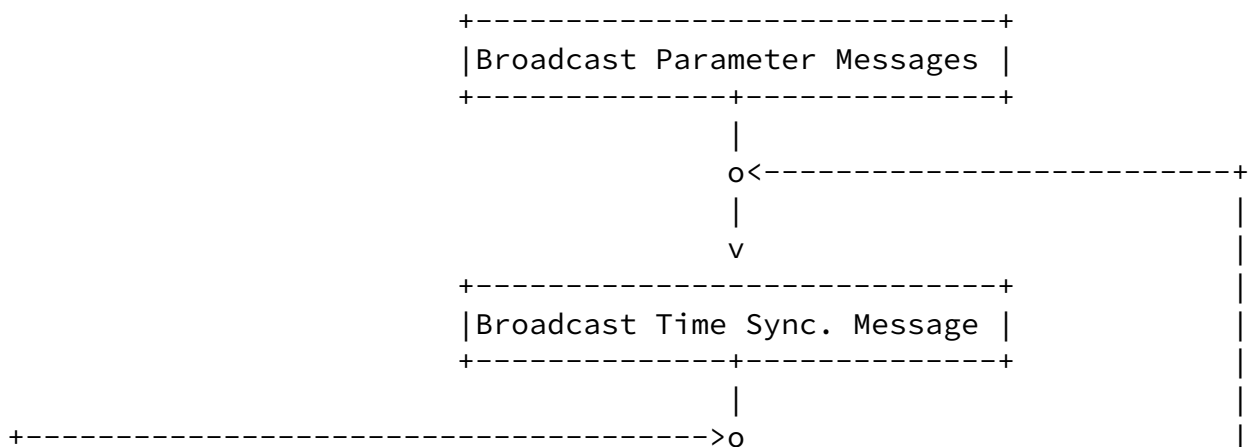 +-----------------------------+
|Broadcast Parameter Messages |
+--------------+--------------+
|
o<--------------------------+
| |
v |
+-----------------------------+ |
|Broadcast Time Sync. Message | |
+--------------+--------------+ |
| |
+-------------------------------------->o |